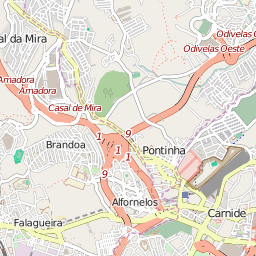 Odivelas
Odivelas Oeste
al da Mira
Amadora
Amadora
Casal de Mira
9
1
Brandoa
1
1
Pontinha
9
Alfornelos
Carnide
Falagueira